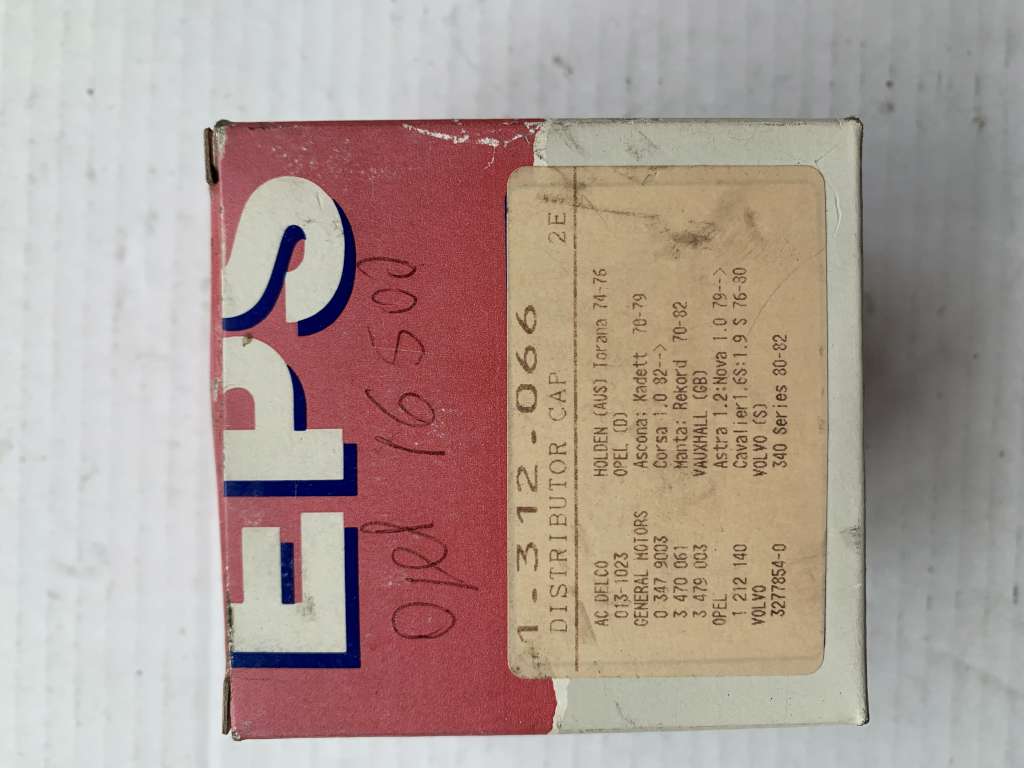 EPS
Opel 16 500
1-312-066
DISTRIBUTOR CAP 2E
AC DELCO
013-1023
GENERAL MOTORS
0 347 9003
3 470 061
3 479 003
OPEL
1 212 140
VOLVO
3277854-0
HOLDEN (AUS) Torana 74-76
OPEL (D)
Ascona: Kadett 70-79
Corsa 1.0 82-->
Manta: Rekord 70-82
VAUXHALL (GB)
Astra 1.2:Nova 1.0 79-->
Cavalier1.6S:1.9 S 76-80
VOLVO (S)
340 Series 80-82